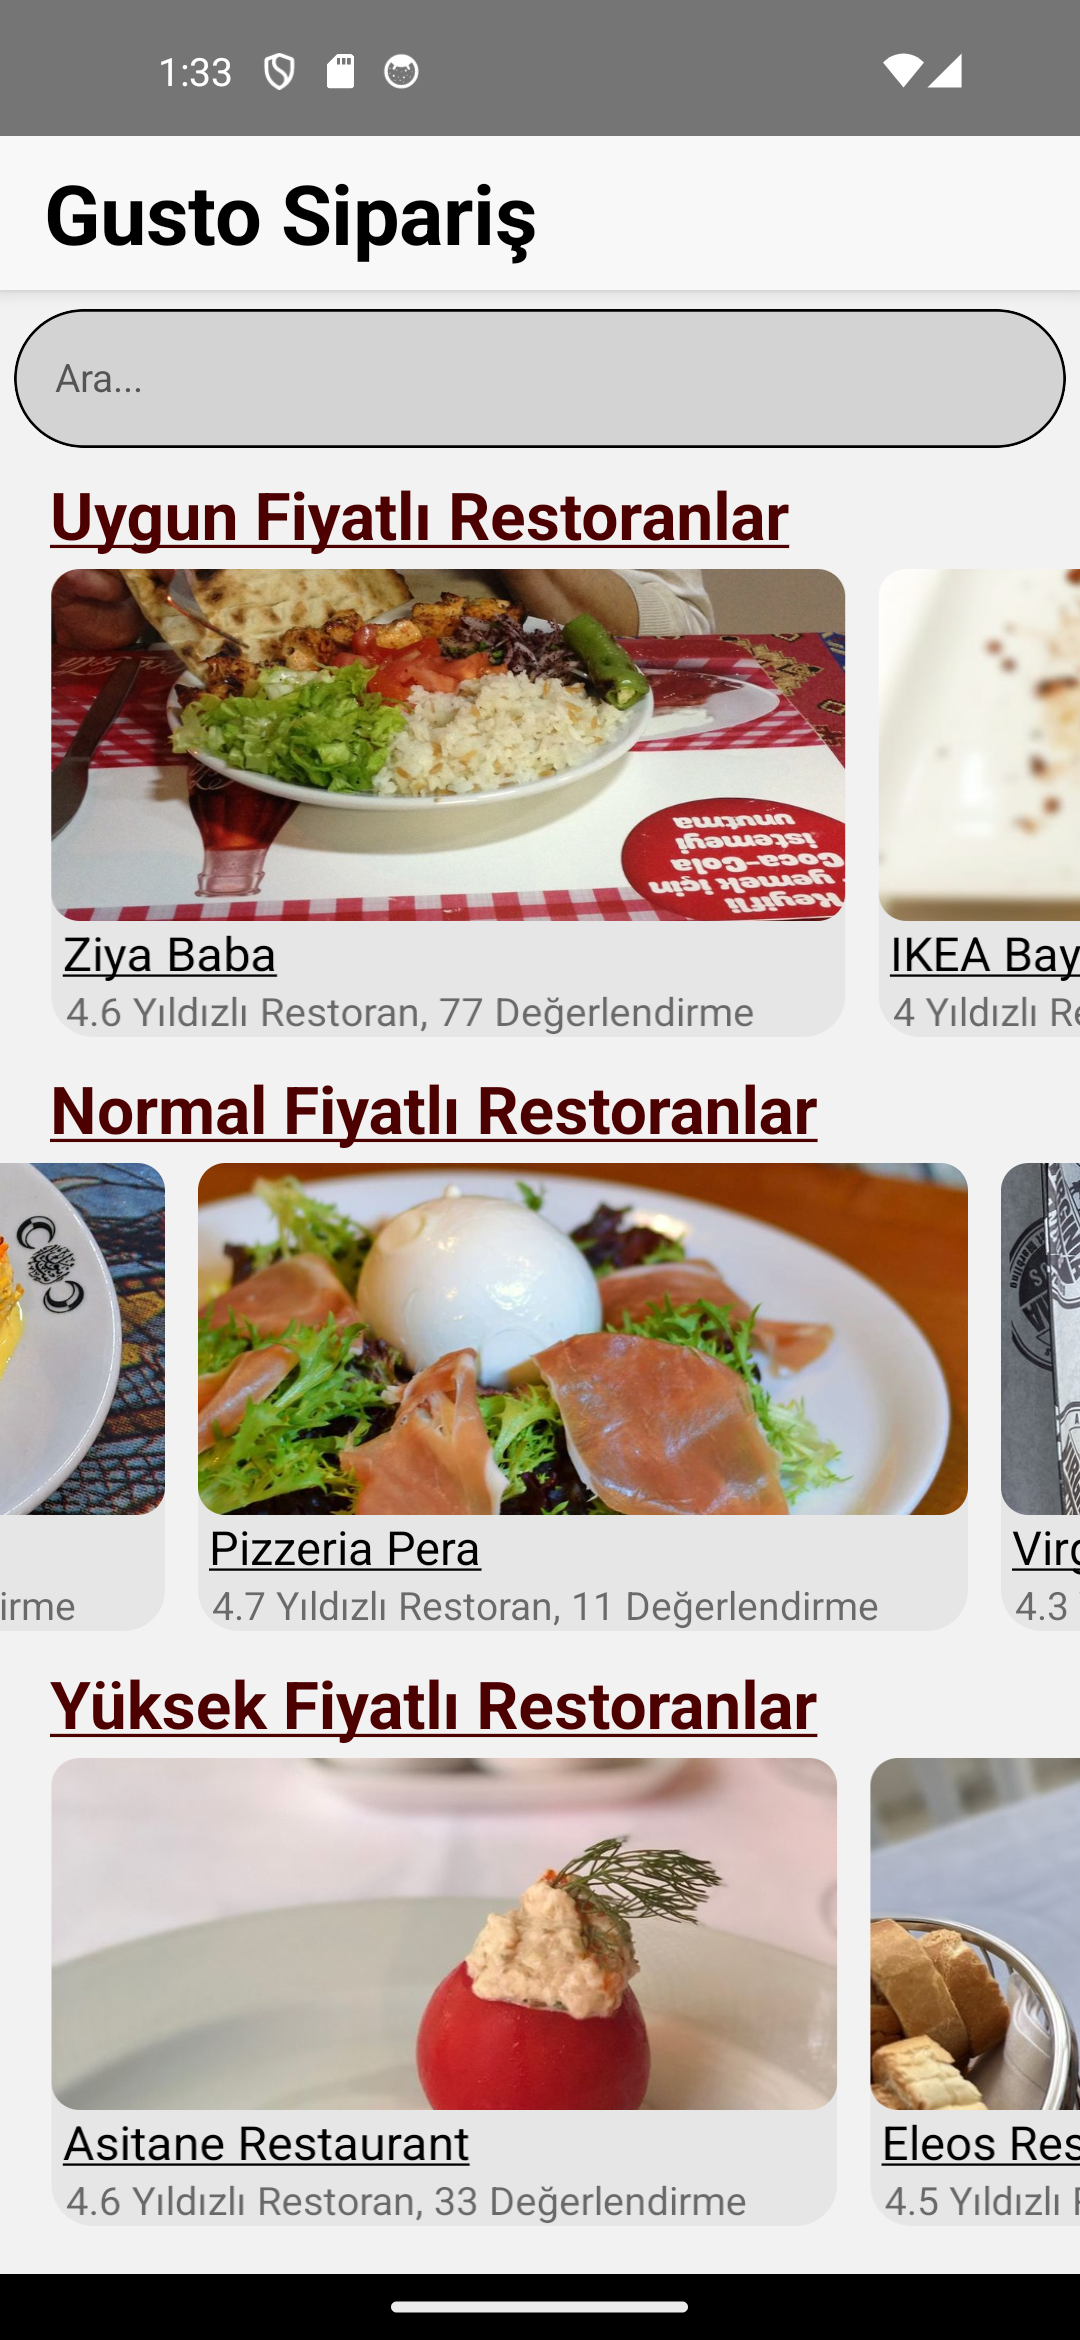 1:33
Gusto Sipariş
Ara...
Uygun Fiyatlı Restoranlar
Keyifli
yemek için
Coca-Cola
istemeyi
unutma
Ziya Baba
4.6 Yıldızlı Restoran, 77 Değerlendirme
IKEA Bay
4 Yıldızlı Re
Normal Fiyatlı Restoranlar
irme
Pizzeria Pera
4.7 Yıldızlı Restoran, 11 Değerlendirme
Virg
4.3
Yüksek Fiyatlı Restoranlar
Asitane Restaurant
4.6 Yıldızlı Restoran, 33 Değerlendirme
Eleos Res
4.5 Yıldızlı